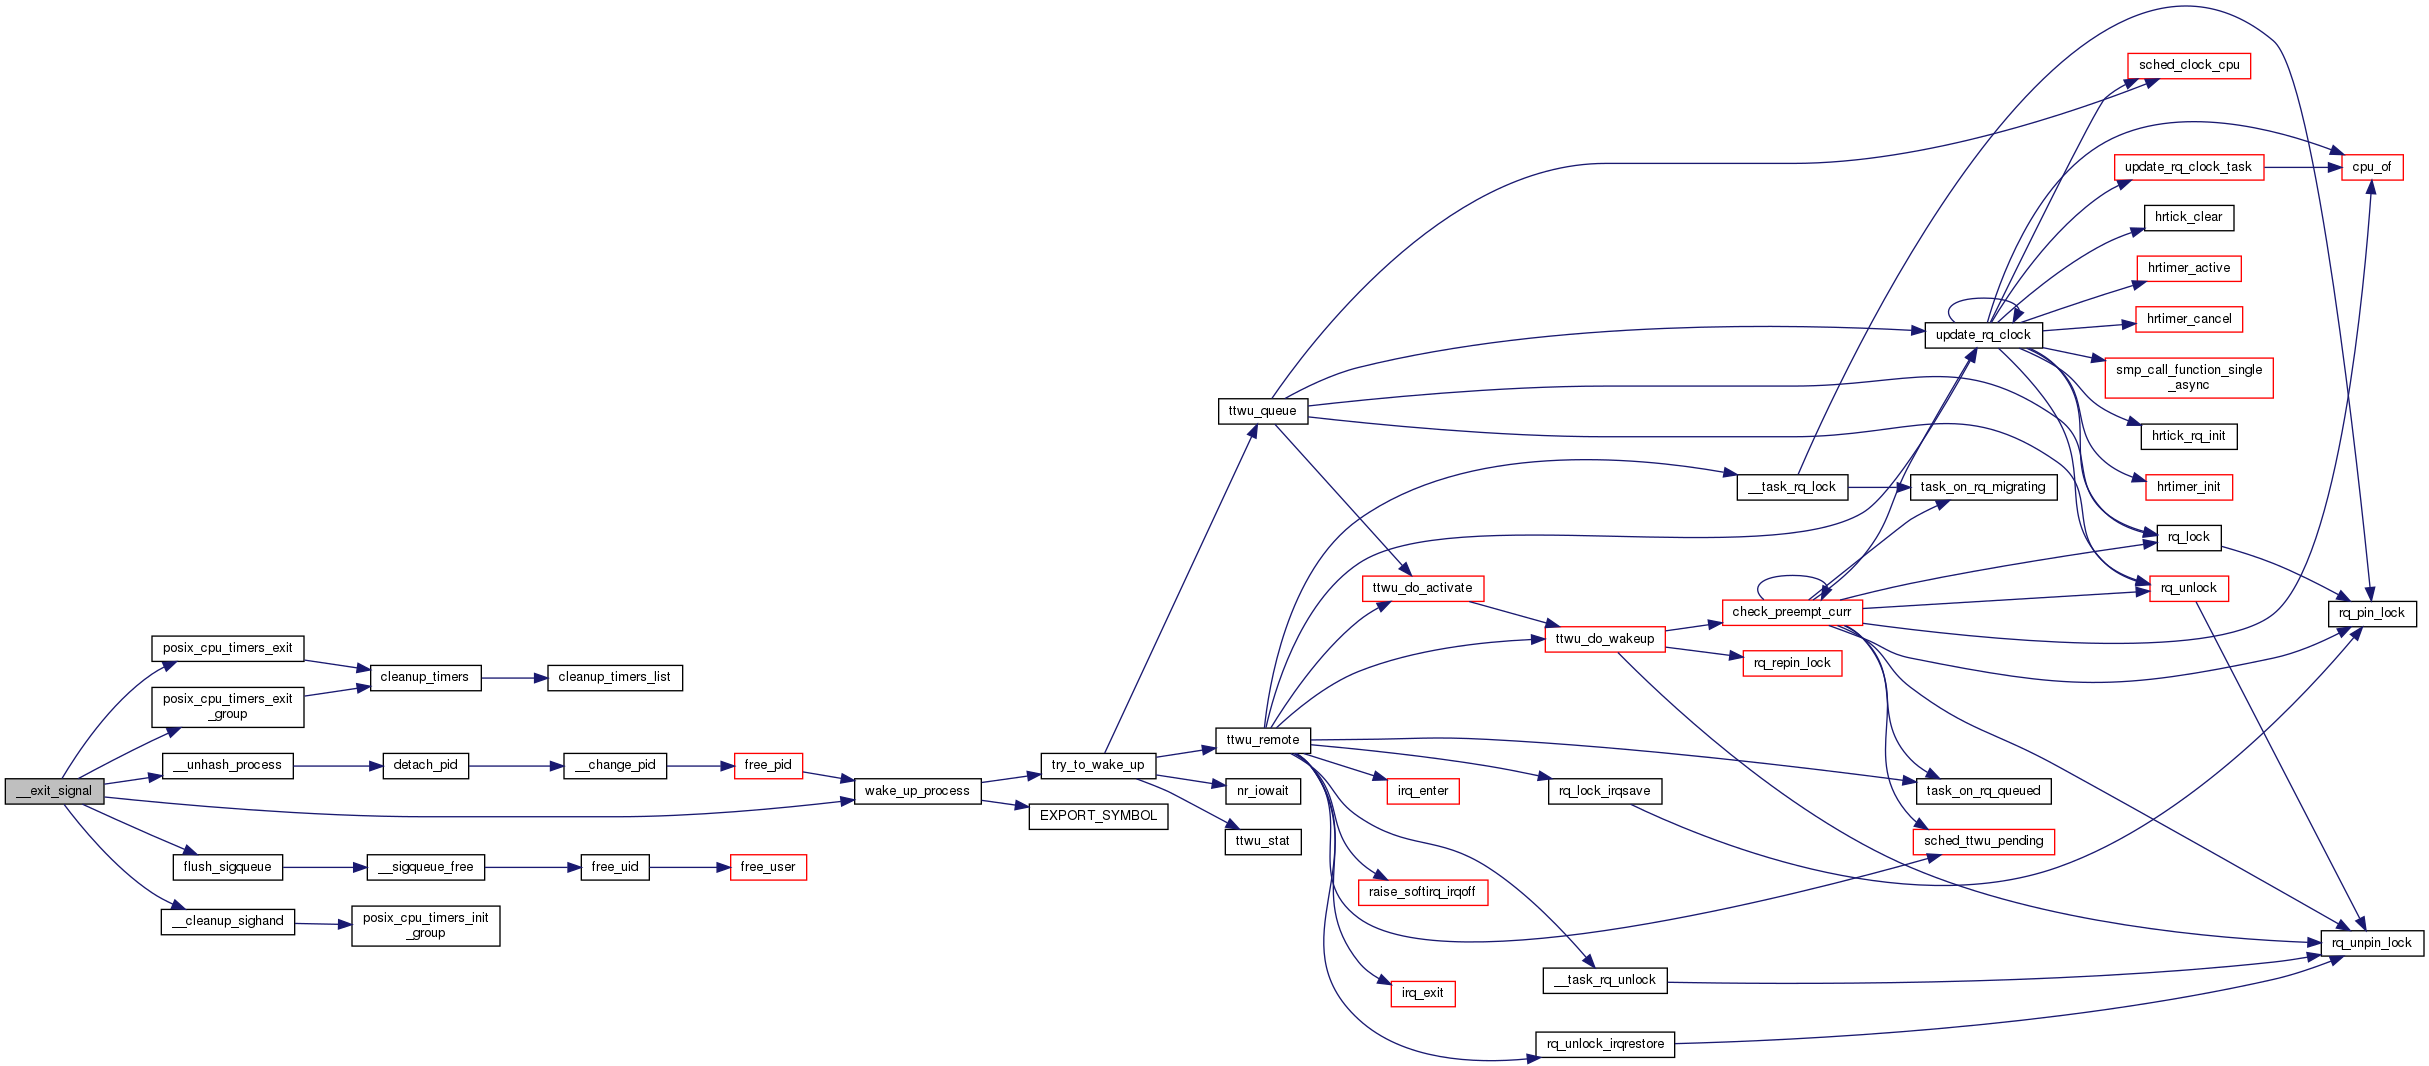 sched_clock_cpu
update_rq_clock_task
cpu_of
hrtick_clear
hrtimer_active
hrtimer_cancel
update_rq_clock
smp_call_function_single
_async
ttwu_queue
hrtick_rq_init
__task_rq_lock
task_on_rq_migrating
hrtimer_init
rq_lock
ttwu_do_activate
rq_unlock
check_preempt_curr
rq_pin_lock
ttwu_do_wakeup
rq_repin_lock
posix_cpu_timers_exit
cleanup_timers
cleanup_timers_list
posix_cpu_timers_exit
_group
ttwu_remote
__unhash_process
detach_pid
__change_pid
free_pid
try_to_wake_up
__exit_signal
wake_up_process
nr_iowait
irq_enter
rq_lock_irqsave
task_on_rq_queued
EXPORT_SYMBOL
ttwu_stat
sched_ttwu_pending
flush_sigqueue
__sigqueue_free
free_uid
free_user
raise_softirq_irqoff
__cleanup_sighand
posix_cpu_timers_init
_group
rq_unpin_lock
__task_rq_unlock
irq_exit
rq_unlock_irqrestore